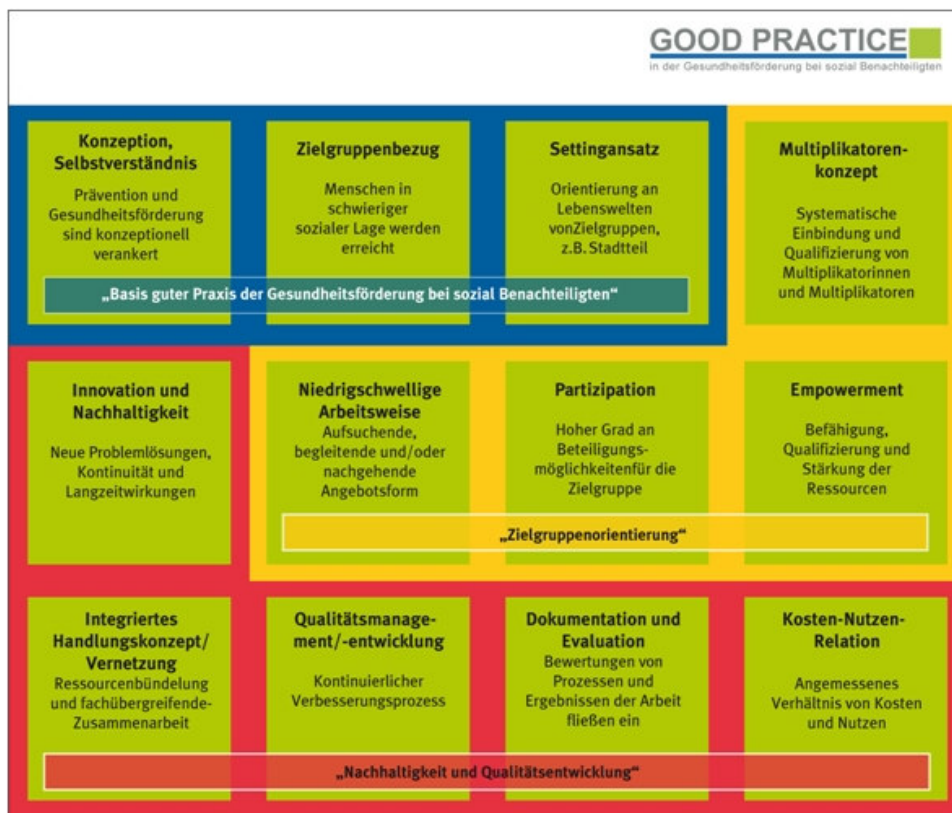 GOOD PRACTICE
in der Gesundheitsförderung bei sozial Benachteiligten
Konzeption,
Selbstverständnis
Prävention und
Gesundheitsförderung
sind konzeptionell
verankert
Zielgruppenbezug
Menschen in
schwieriger
sozialer Lage werden
erreicht
Settingansatz
Orientierung an
Lebenswelten
vonZielgruppen,
z.B. Stadtteil
„Basis guter Praxis der Gesundheitsförderung bei sozial Benachteiligten“
Multiplikatoren-
konzept
Systematische
Einbindung und
Qualifizierung von
Multiplikatorinnen
und Multiplikatoren
Innovation und
Nachhaltigkeit
Neue Problemlösungen,
Kontinuität und
Langzeitwirkungen
Niedrigschwellige
Arbeitsweise
Aufsuchende,
begleitende und/oder
nachgehende
Angebotsform
Partizipation
Hoher Grad an
Beteiligungs-
möglichkeitenfür die
Zielgruppe
Empowerment
Befähigung,
Qualifizierung und
Stärkung der
Ressourcen
„Zielgruppenorientierung“
Integriertes
Handlungskonzept/
Vernetzung
Ressourcenbündelung
und fachübergreifende-
Zusammenarbeit
Qualitätsmanage-
ment/-entwicklung
Kontinuierlicher
Verbesserungsprozess
Dokumentation und
Evaluation
Bewertungen von
Prozessen und
Ergebnissen der Arbeit
fließen ein
Kosten-Nutzen-
Relation
Angemessenes
Verhältnis von Kosten
und Nutzen
„Nachhaltigkeit und Qualitätsentwicklung“